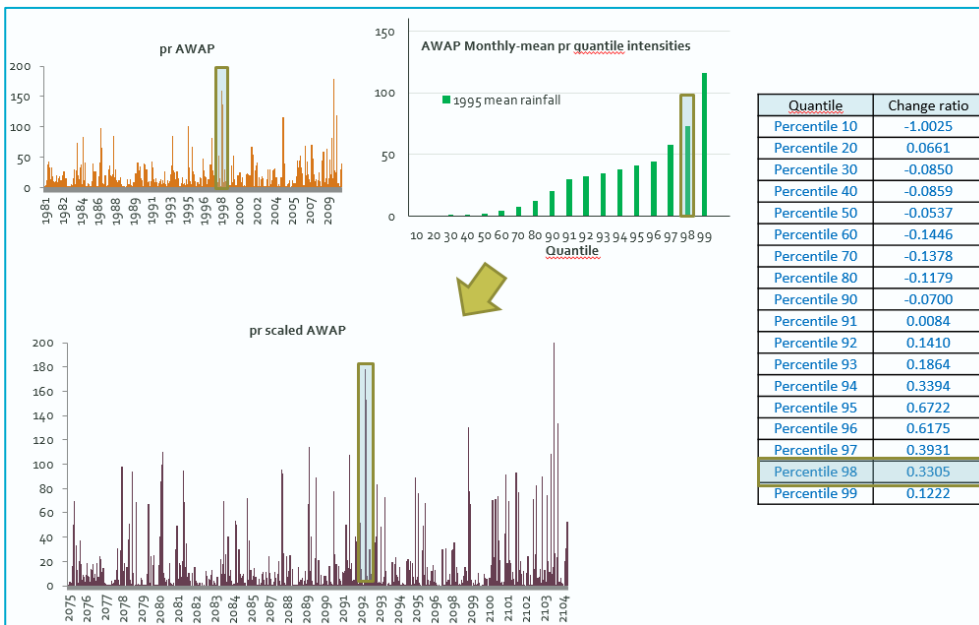 pr AWAP
200
150
100
50
0
1981
1982
1984
1986
1988
1989
1991
1993
1995
1996
1998
2000
2002
2004
2005
2007
2009
AWAP Monthly-mean pr quantile intensities
150
100
50
0
1995 mean rainfall
10 20 30 40 50 60 70 80 90 91 92 93 94 95 96 97 98 99
Quantile
Quantile Change ratio
Percentile 10 -1.0025
Percentile 20 0.0661
Percentile 30 -0.0850
Percentile 40 -0.0859
Percentile 50 -0.0537
Percentile 60 -0.1446
Percentile 70 -0.1378
Percentile 80 -0.1179
Percentile 90 -0.0700
Percentile 91 0.0084
Percentile 92 0.1410
Percentile 93 0.1864
Percentile 94 0.3394
Percentile 95 0.6722
Percentile 96 0.6175
Percentile 97 0.3931
Percentile 98 0.3305
Percentile 99 0.1222
pr scaled AWAP
200
180
160
140
120
100
80
60
40
20
0
2075
2076
2077
2078
2079
2080
2081
2082
2083
2084
2085
2087
2088
2089
2090
2091
2092
2093
2094
2095
2096
2098
2099
2100
2101
2102
2103
2104